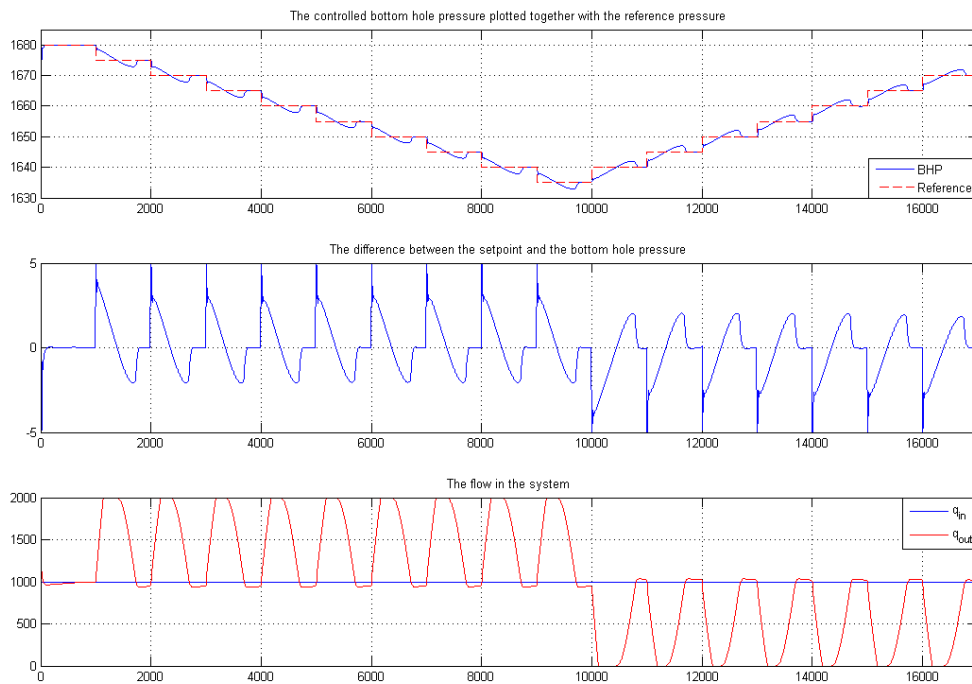 The controlled bottom hole pressure plotted together with the reference pressure
1680
1670
1660
1650
1640
1630
BHP
Reference
0 2000 4000 6000 8000 10000 12000 14000 16000
The difference between the setpoint and the bottom hole pressure
5
0
-5
0 2000 4000 6000 8000 10000 12000 14000 16000
The flow in the system
2000
1500
1000
500
0
q_in
q_out
0 2000 4000 6000 8000 10000 12000 14000 16000